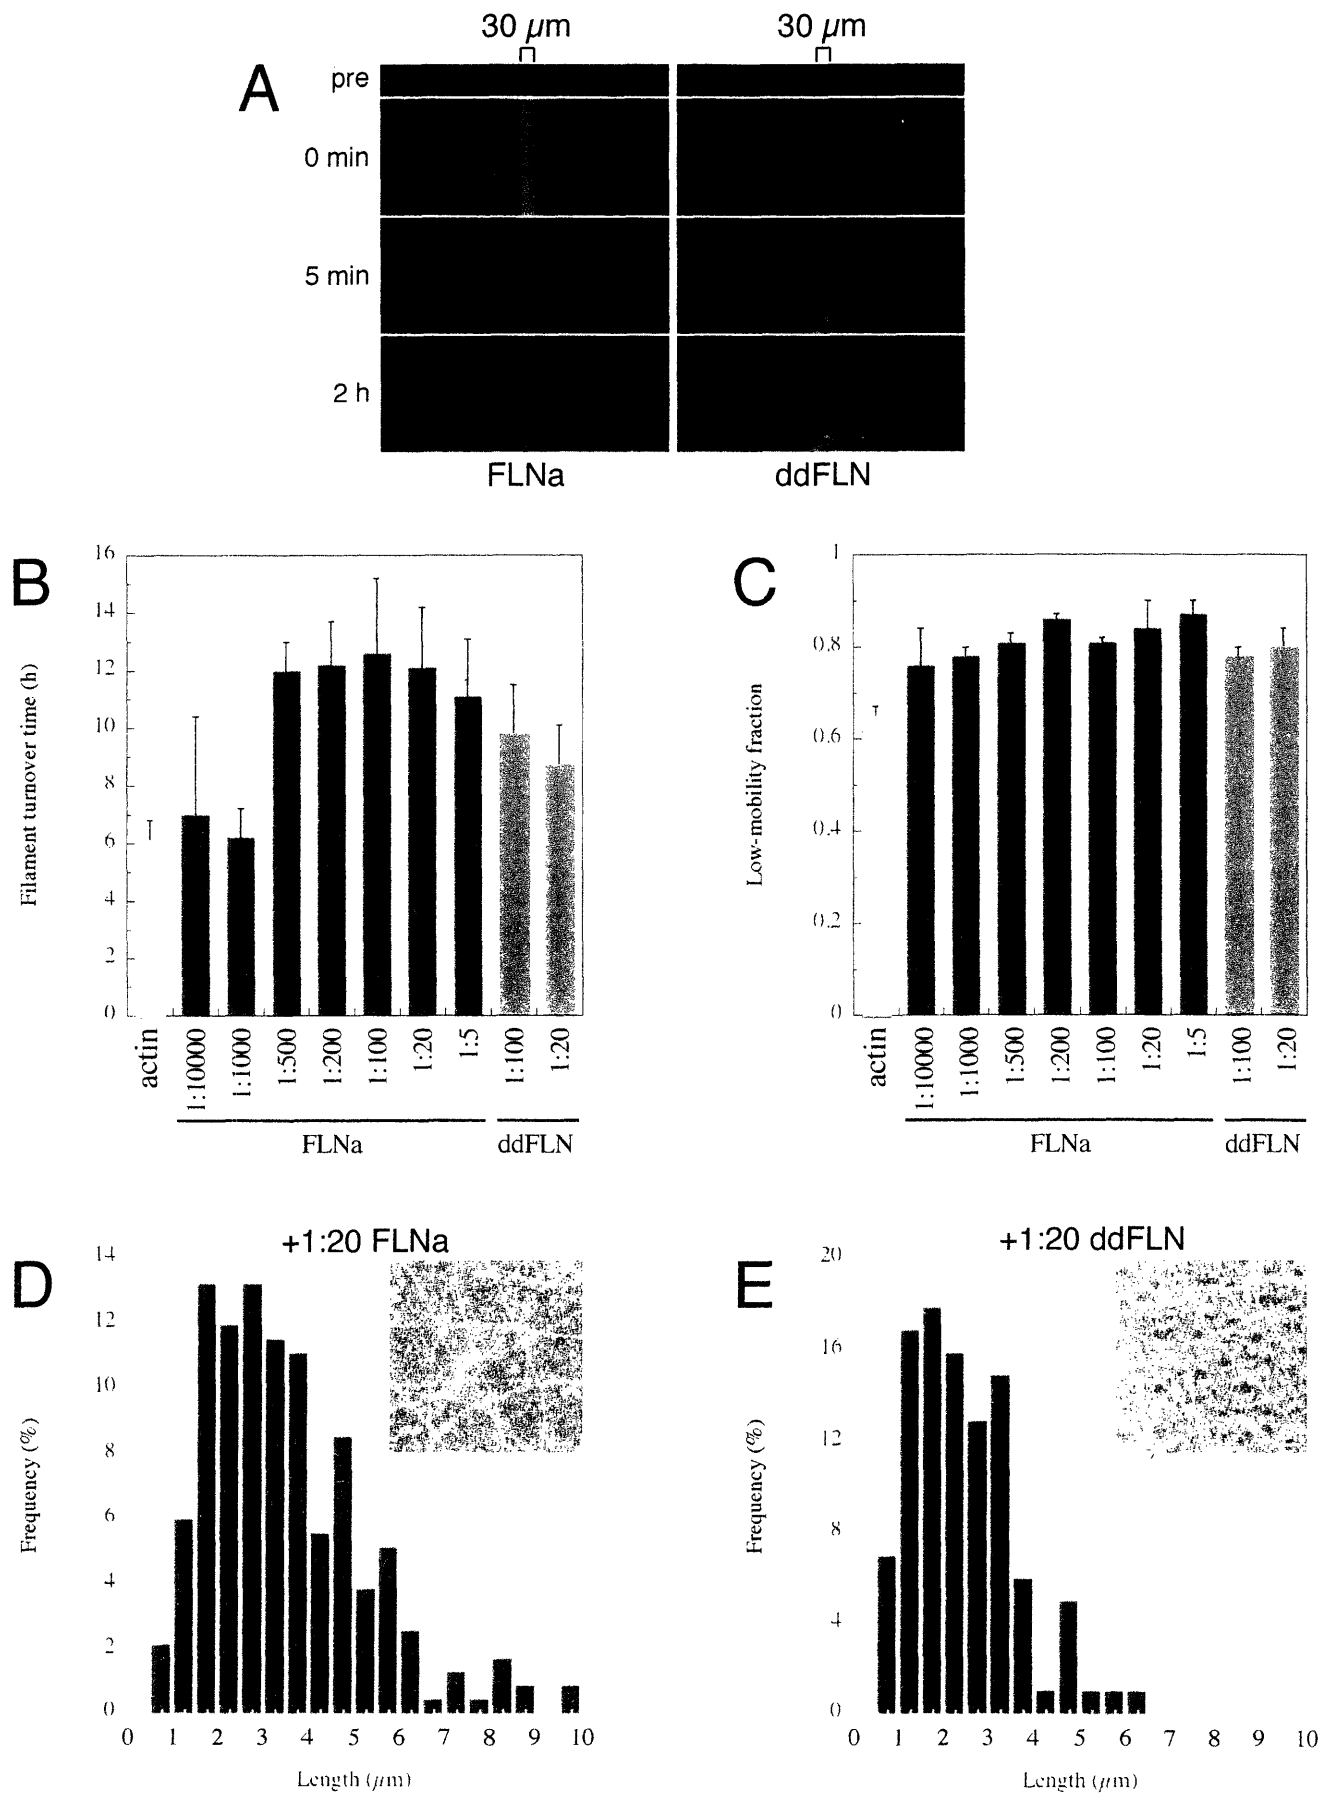 30 µm 30 µm
A
pre
0 min
5 min
2 h
FLNa ddFLN
B
Filament turnover time (h)
16
14
12
10
8
6
4
2
0
actin 1:10000 1:1000 1:500 1:200 1:100 1:20 1:5 1:100 1:20
FLNa ddFLN
C
Low-mobility fraction
1
0.8
0.6
0.4
0.2
0
actin 1:10000 1:1000 1:500 1:200 1:100 1:20 1:5 1:100 1:20
FLNa ddFLN
D
+1:20 FLNa
Frequency (%)
14
12
10
8
6
4
2
0
0 1 2 3 4 5 6 7 8 9 10
Length (µm)
E
+1:20 ddFLN
Frequency (%)
20
16
12
8
4
0
0 1 2 3 4 5 6 7 8 9 10
Length (µm)